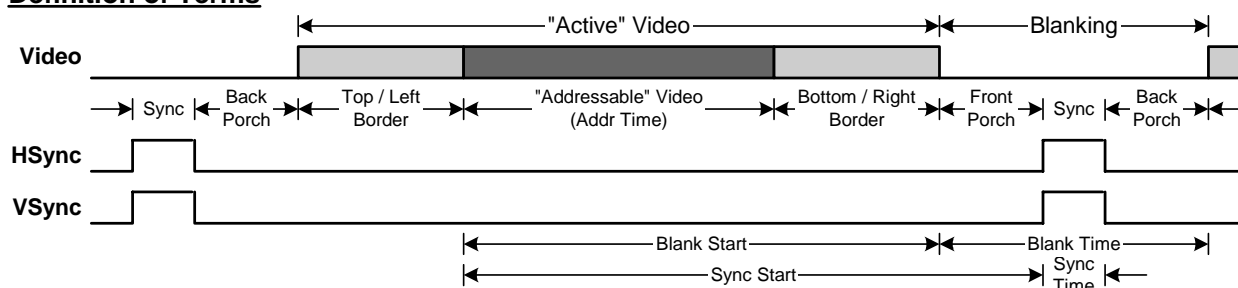 Definition of Terms
"Active" Video
Blanking
Video
Sync
Back
Porch
Top / Left
Border
"Addressable" Video
(Addr Time)
Bottom / Right
Border
Front
Porch
Sync
Back
Porch
HSync
VSync
Blank Start
Blank Time
Sync Start
Sync
Time